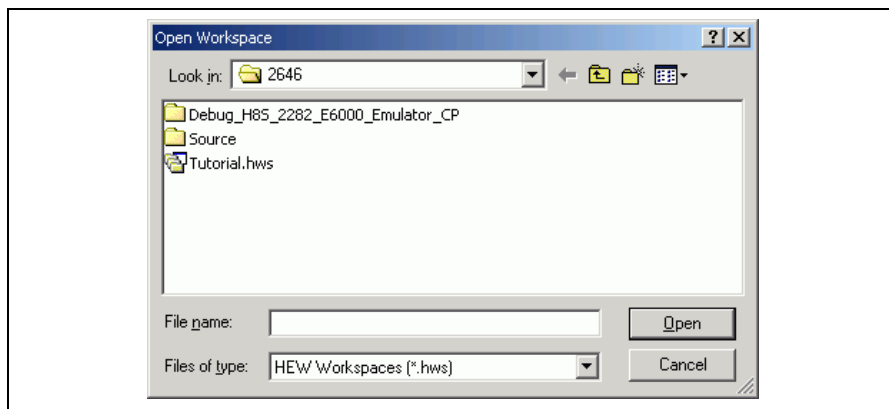 Open Workspace
Look in: 2646
Debug_H8S_2282_E6000_Emulator_CP
Source
Tutorial.hws
File name:
Open
Files of type: HEW Workspaces (*.hws)
Cancel